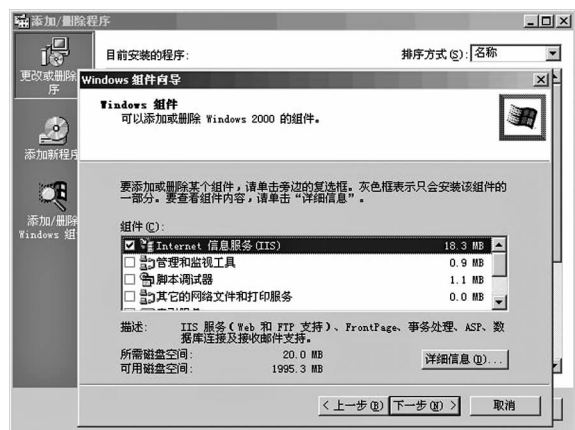 添加/删除程序
更改或删除
序
目前安装的程序:
排序方式(S): 名称
添加新程序
添加/删除
Windows 组
Windows 组件向导
Windows 组件
可以添加或删除 Windows 2000 的组件。
要添加或删除某个组件，请单击旁边的复选框。灰色框表示只会安装该组件的
一部分。要查看组件内容，请单击“详细信息”。
组件(C):
Internet 信息服务(IIS) 18.3 MB
管理和监视工具 0.9 MB
脚本调试器 1.1 MB
其它的网络文件和打印服务 0.0 MB
描述: IIS 服务(Web 和 FTP 支持)、FrontPage、事务处理、ASP、数
据库连接及接收邮件支持。
所需磁盘空间: 20.0 MB
可用磁盘空间: 1995.3 MB
详细信息(D)...
< 上一步(B) 下一步(N) > 取消